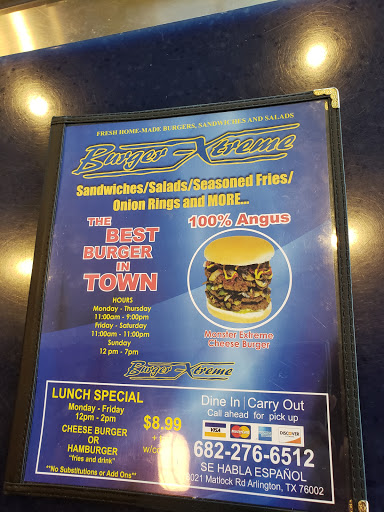 FRESH HOME-MADE BURGERS, SANDWICHES AND SALADS
Burger Xtreme
Sandwiches/Salads/Seasoned Fries/
Onion Rings and MORE...
THE
BEST
BURGER
IN
TOWN
100% Angus
HOURS
Monday - Thursday
11:00am - 9:00pm
Friday - Saturday
11:00am - 11:00pm
Sunday
12 pm - 7pm
Monster Extreme
Cheese Burger
Burger Xtreme
LUNCH SPECIAL
Monday - Friday
12pm - 2pm
CHEESE BURGER
OR
HAMBURGER
"fries and drink"
**No Substitutions or Add Ons**
$8.99
Dine In | Carry Out
Call ahead for pick up
VISA
MasterCard
DISCOVER
682-276-6512
SE HABLA ESPAÑOL
Matlock Rd Arlington, TX 76002